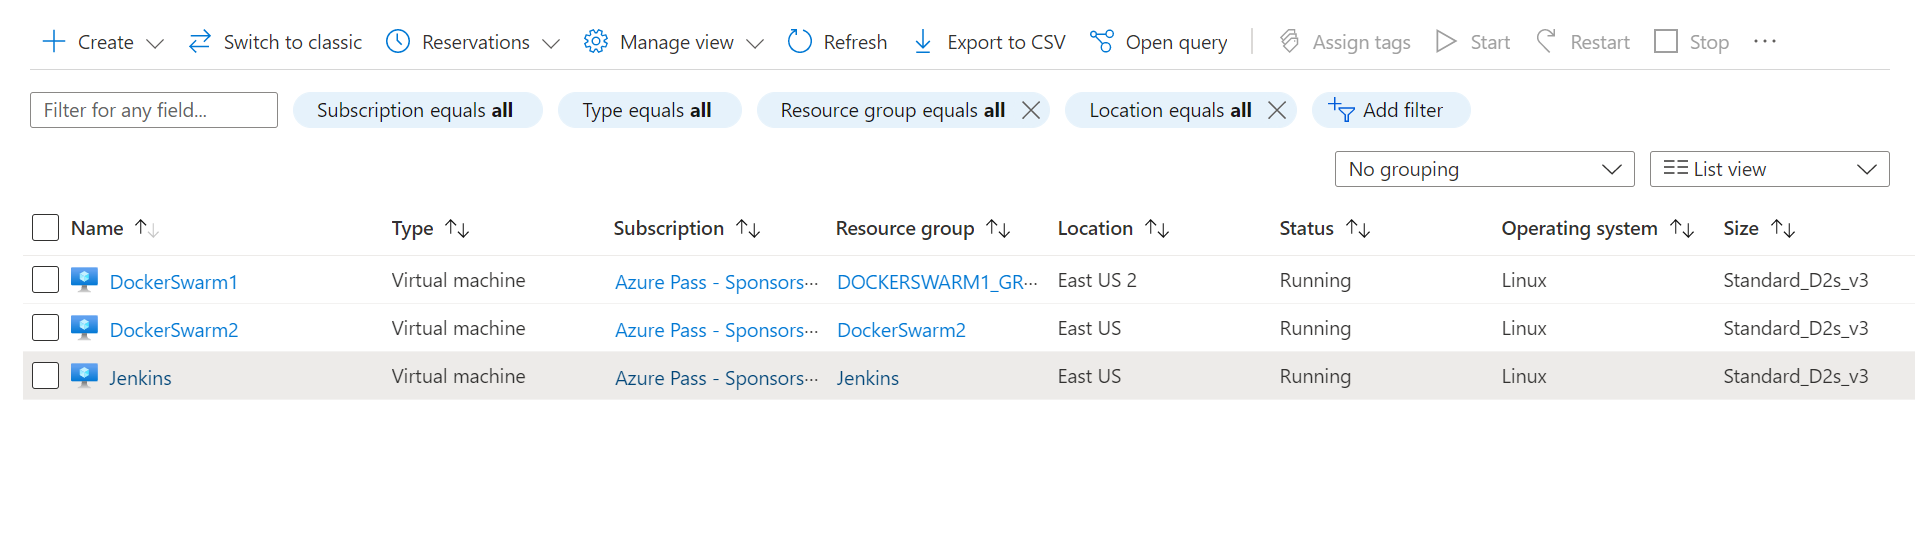 Create Switch to classic Reservations Manage view Refresh Export to CSV Open query Assign tags Start Restart Stop ···
Filter for any field... Subscription equals all Type equals all Resource group equals all Location equals all Add filter
No grouping List view
Name Type Subscription Resource group Location Status Operating system Size
DockerSwarm1 Virtual machine Azure Pass - Sponsors··· DOCKERSWARM1_GR··· East US 2 Running Linux Standard_D2s_v3
DockerSwarm2 Virtual machine Azure Pass - Sponsors··· DockerSwarm2 East US Running Linux Standard_D2s_v3
Jenkins Virtual machine Azure Pass - Sponsors··· Jenkins East US Running Linux Standard_D2s_v3